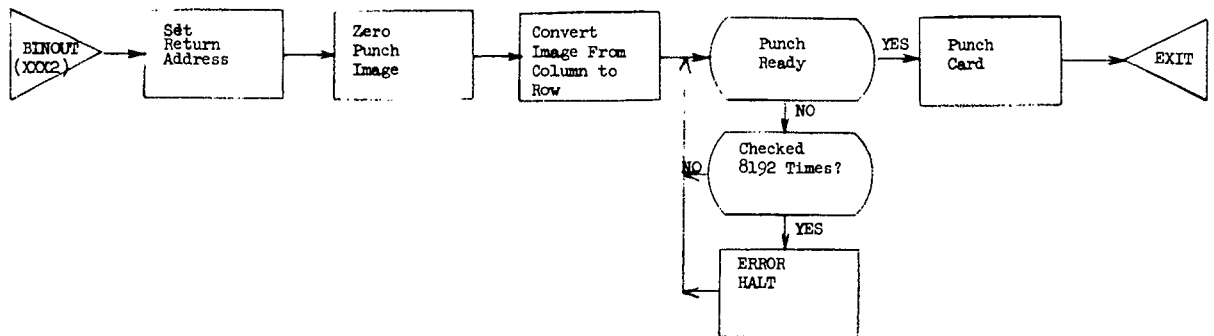 BINOUT
(XXX2)
Set
Return
Address
Zero
Punch
Image
Convert
Image From
Column to
Row
Punch
Ready
YES
Punch
Card
EXIT
NO
Checked
8192 Times?
NO
YES
ERROR
HALT